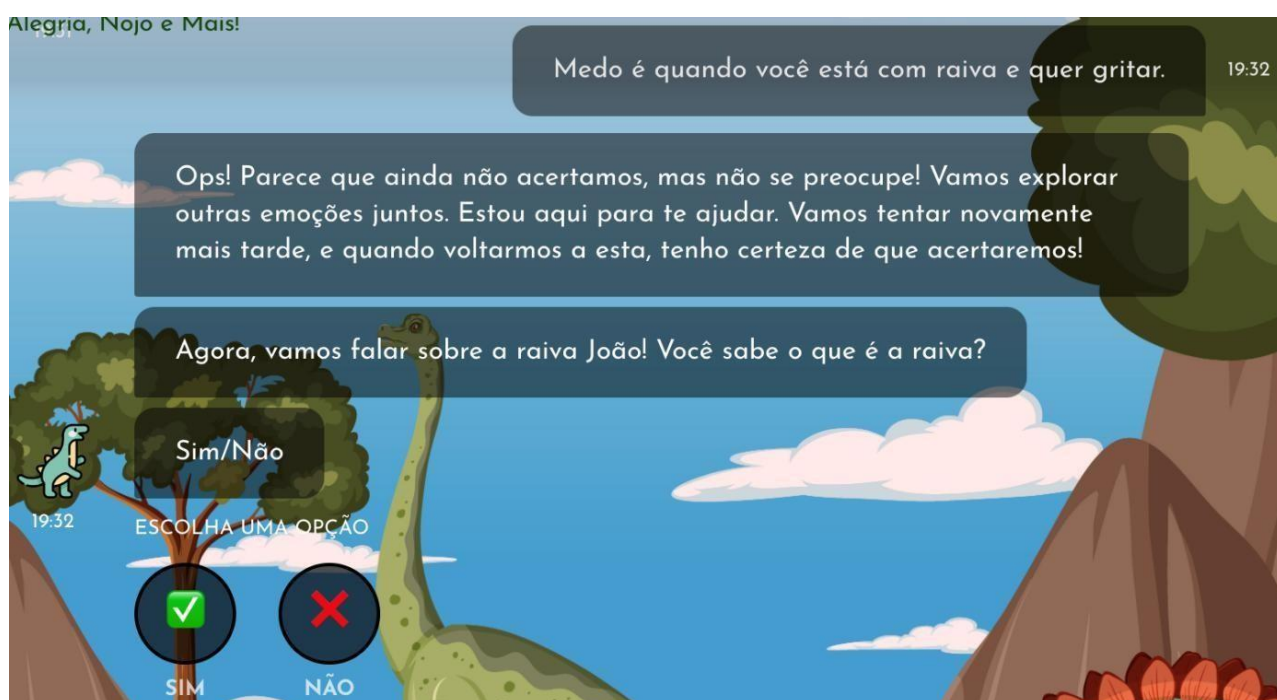 Alegria, Nojo e Mais!
19:31
Medo é quando você está com raiva e quer gritar.
19:32
Ops! Parece que ainda não acertamos, mas não se preocupe! Vamos explorar
outras emoções juntos. Estou aqui para te ajudar. Vamos tentar novamente
mais tarde, e quando voltarmos a esta, tenho certeza de que acertaremos!
Agora, vamos falar sobre a raiva João! Você sabe o que é a raiva?
Sim/Não
19:32
ESCOLHA UMA OPÇÃO
SIM
NÃO